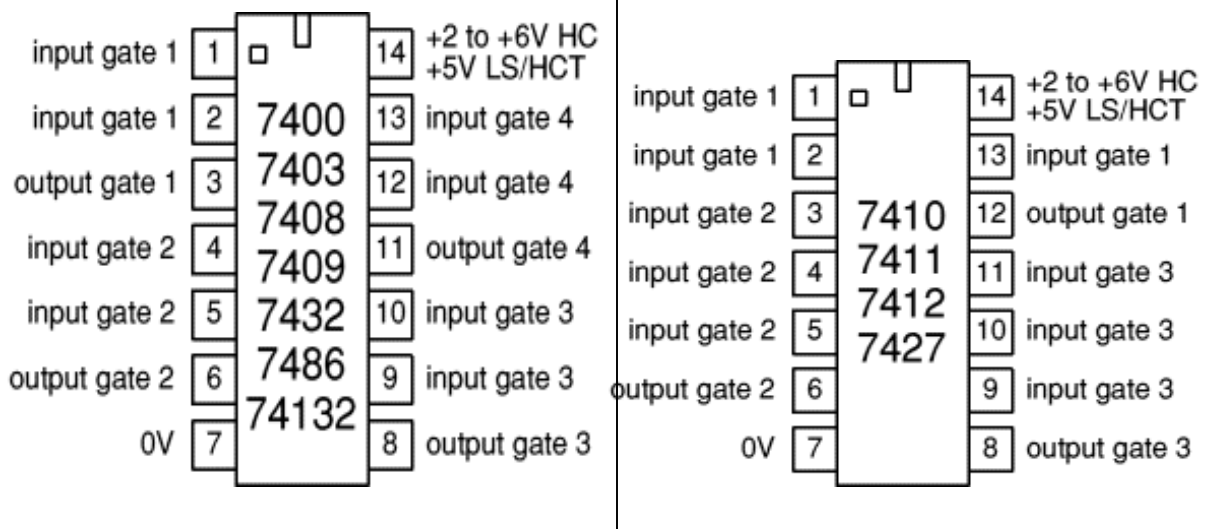 input gate 1 1 14 +2 to +6V HC
+5V LS/HCT
input gate 1 2 7400 13 input gate 4
output gate 1 3 7403 12 input gate 4
7408
input gate 2 4 7409 11 output gate 4
input gate 2 5 7432 10 input gate 3
output gate 2 6 7486 9 input gate 3
74132
0V 7 8 output gate 3
input gate 1 1 14 +2 to +6V HC
+5V LS/HCT
input gate 1 2 13 input gate 1
input gate 2 3 7410 12 output gate 1
input gate 2 4 7411 11 input gate 3
7412
input gate 2 5 7427 10 input gate 3
output gate 2 6 9 input gate 3
0V 7 8 output gate 3